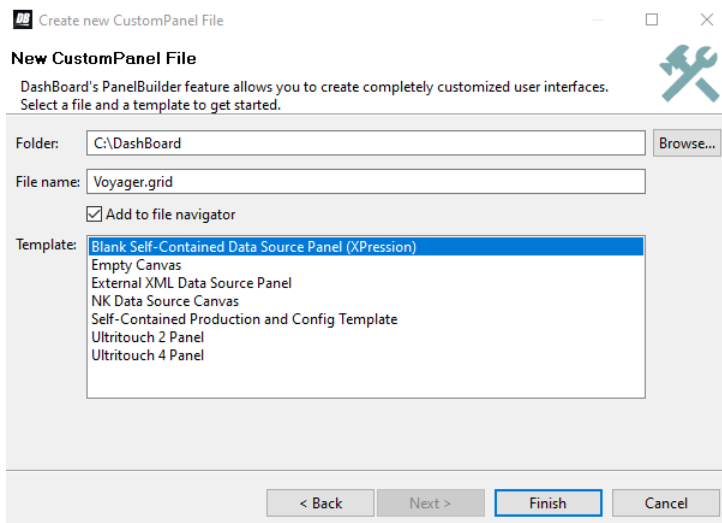 DB Create new CustomPanel File
New CustomPanel File
DashBoard's PanelBuilder feature allows you to create completely customized user interfaces.
Select a file and a template to get started.
Folder: C:\DashBoard Browse...
File name: Voyager.grid
Add to file navigator
Template: Blank Self-Contained Data Source Panel (XPression)
Empty Canvas
External XML Data Source Panel
NK Data Source Canvas
Self-Contained Production and Config Template
Ultritouch 2 Panel
Ultritouch 4 Panel
< Back Next > Finish Cancel